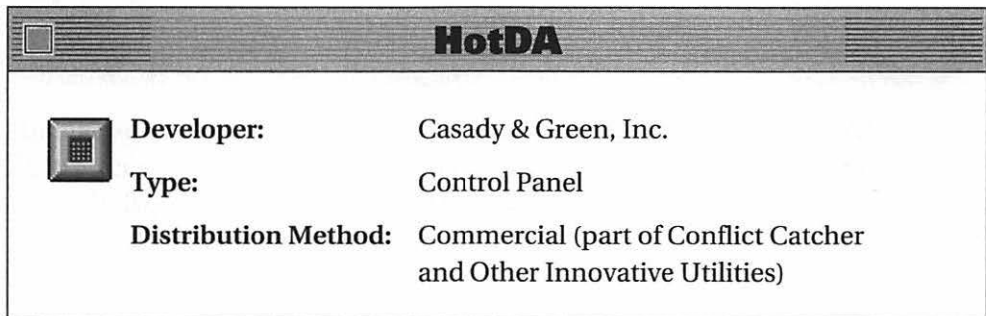 HotDA
Developer: Casady & Green, Inc.
Type: Control Panel
Distribution Method: Commercial (part of Conflict Catcher
and Other Innovative Utilities)